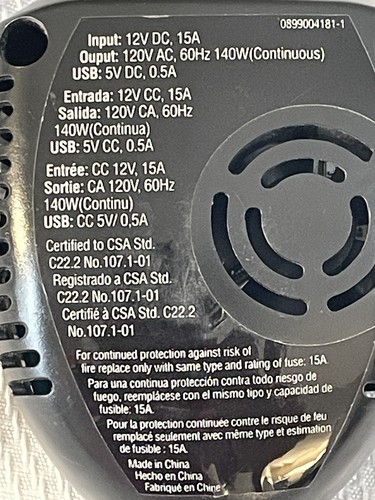 0899004181-1
Input: 12V DC, 15A
Ouput: 120V AC, 60Hz 140W(Continuous)
USB: 5V DC, 0.5A
Entrada: 12V CC, 15A
Salida: 120V CA, 60Hz
140W(Continua)
USB: 5V CC, 0.5A
Entrée: CC 12V, 15A
Sortie: CA 120V, 60Hz
140W(Continu)
USB: CC 5V/ 0,5A
Certified to CSA Std.
C22.2 No.107.1-01
Registrado a CSA Std.
C22.2 No.107.1-01
Certifié à CSA Std. C22.2
No.107.1-01
For continued protection against risk of
fire replace only with same type and rating of fuse: 15A.
Para una continua protección contra todo riesgo de
fuego, remplácese con el mismo tipo y capacidad de
fusible: 15A.
Pour la protection continuée contre le risque de feu
remplacé seulement avec même type et estimation
de fusible : 15A.
Made in China
Hecho en China
Fabriqué en Chine